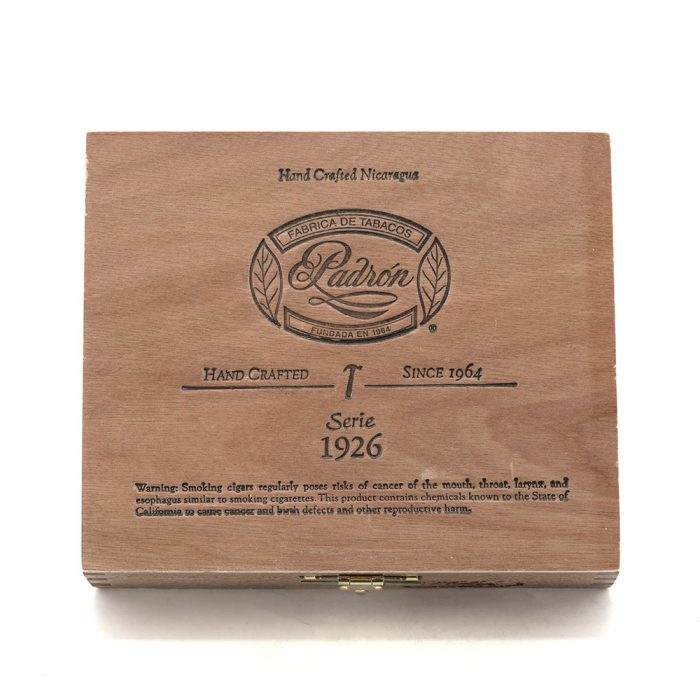 Hand Crafted Nicaragua
FABRICA DE TABACOS
Padrón
FUNDADA EN 1964
®
HAND CRAFTED
SINCE 1964
Serie
1926
Warning: Smoking cigars regularly poses risks of cancer of the mouth, throat, larynx, and
esophagus similar to smoking cigarettes. This product contains chemicals known to the State of
California to cause cancer and birth defects and other reproductive harm.